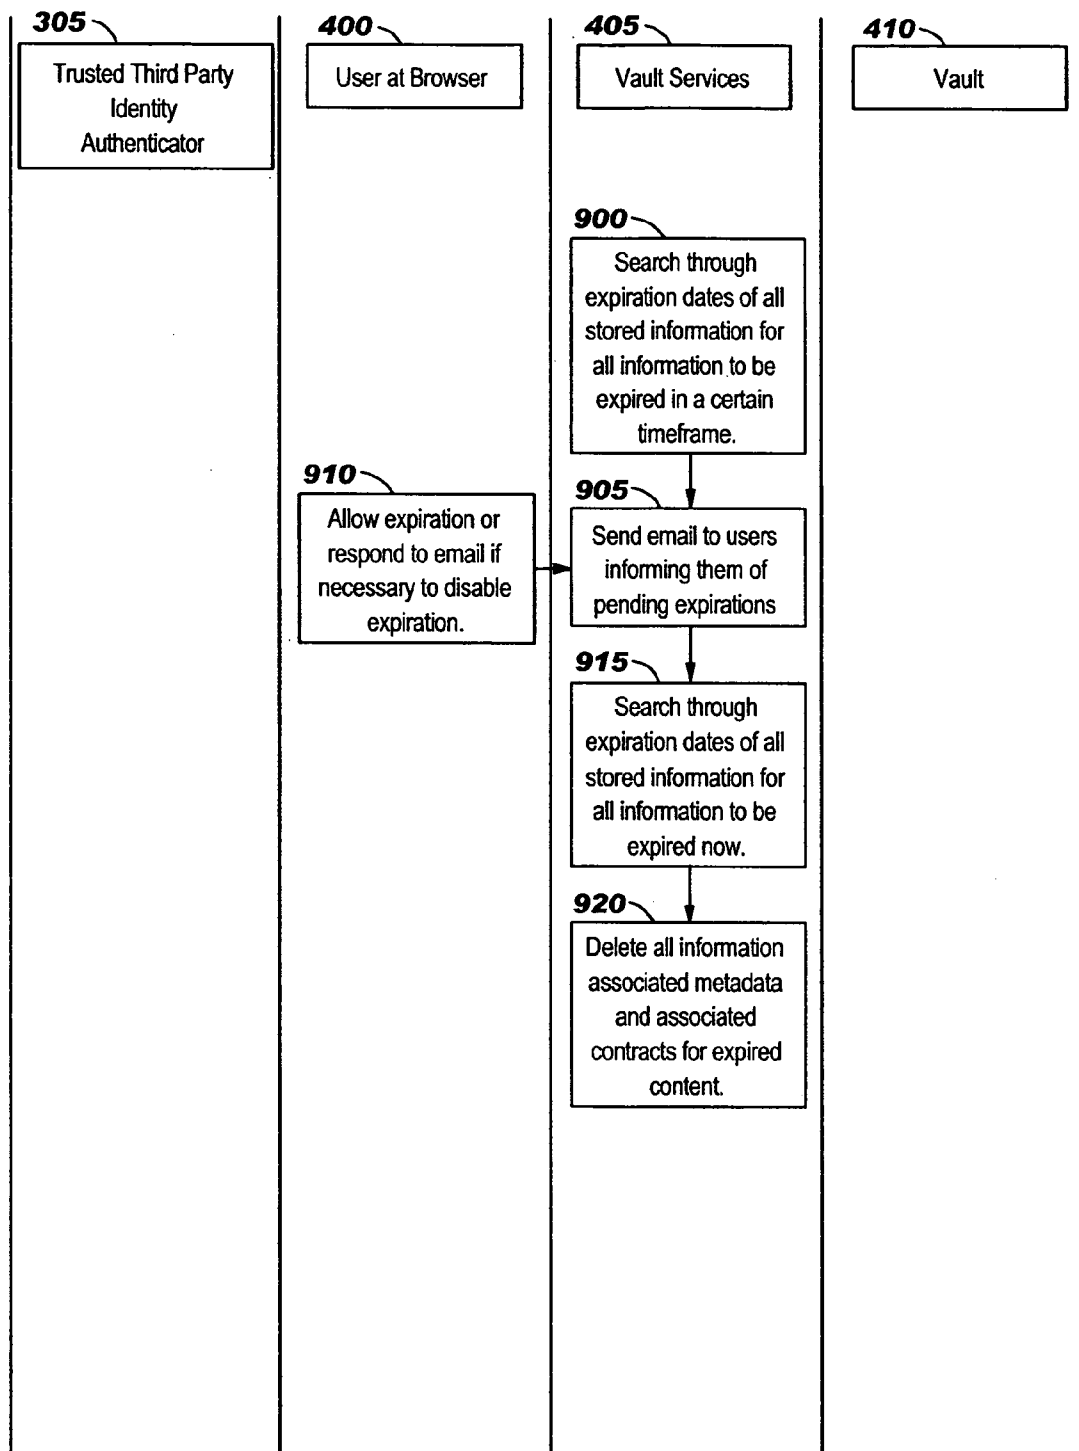 305
Trusted Third Party
Identity
Authenticator
400
User at Browser
405
Vault Services
410
Vault
900
Search through
expiration dates of all
stored information for
all information to be
expired in a certain
timeframe.
910
Allow expiration or
respond to email if
necessary to disable
expiration.
905
Send email to users
informing them of
pending expirations
915
Search through
expiration dates of all
stored information for
all information to be
expired now.
920
Delete all information
associated metadata
and associated
contracts for expired
content.